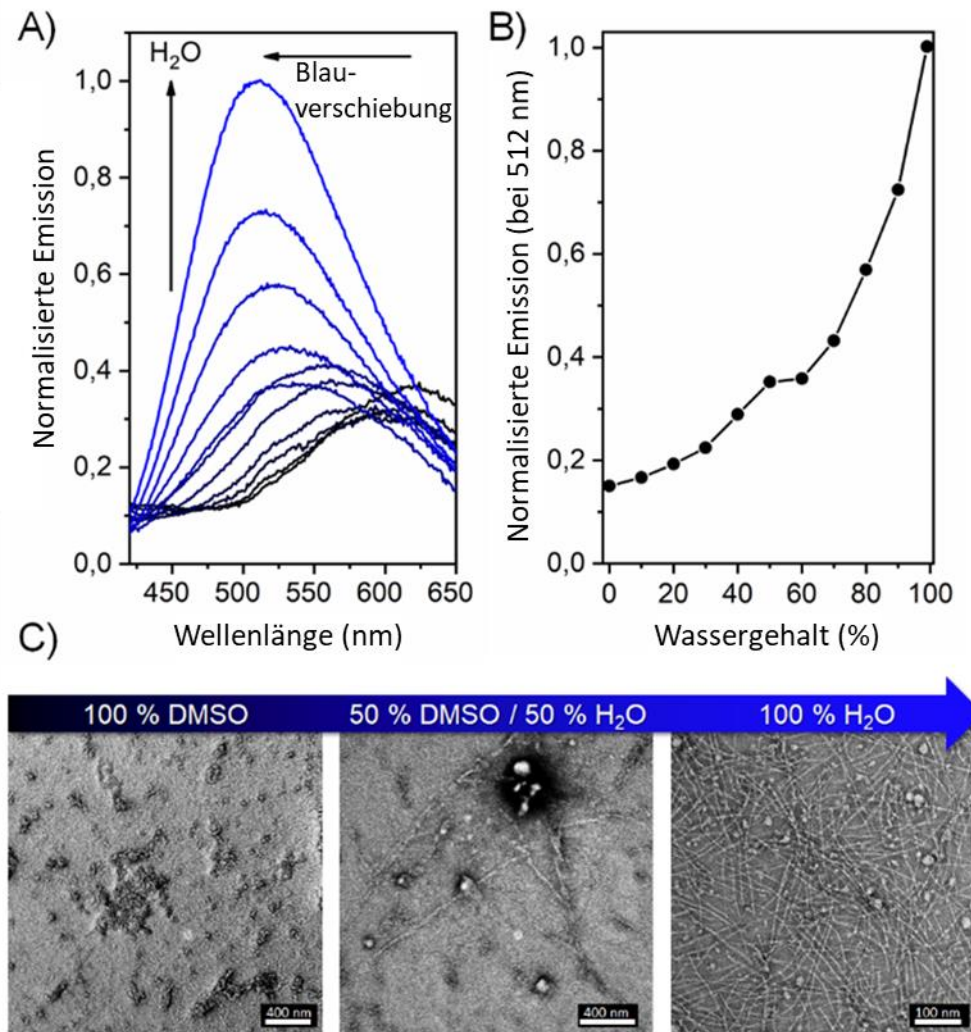 A)
H₂O
Blau-
verschiebung
Normalisierte Emission
1,0
0,8
0,6
0,4
0,2
0,0
450 500 550 600 650
Wellenlänge (nm)
B)
Normalisierte Emission (bei 512 nm)
1,0
0,8
0,6
0,4
0,2
0,0
0 20 40 60 80 100
Wassergehalt (%)
C)
100 % DMSO
50 % DMSO / 50 % H₂O
100 % H₂O
400 nm
400 nm
100 nm